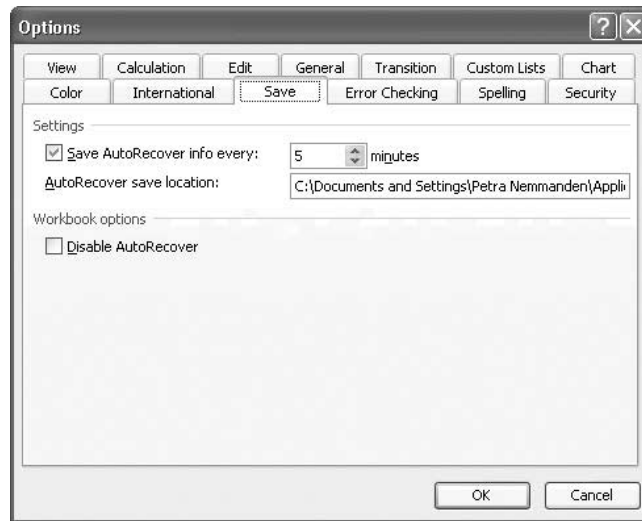 Options
View Calculation Edit General Transition Custom Lists Chart
Color International Save Error Checking Spelling Security
Settings
Save AutoRecover info every: 5 minutes
AutoRecover save location: C:\Documents and Settings\Petra Nemmanden\Appli
Workbook options
Disable AutoRecover
OK Cancel